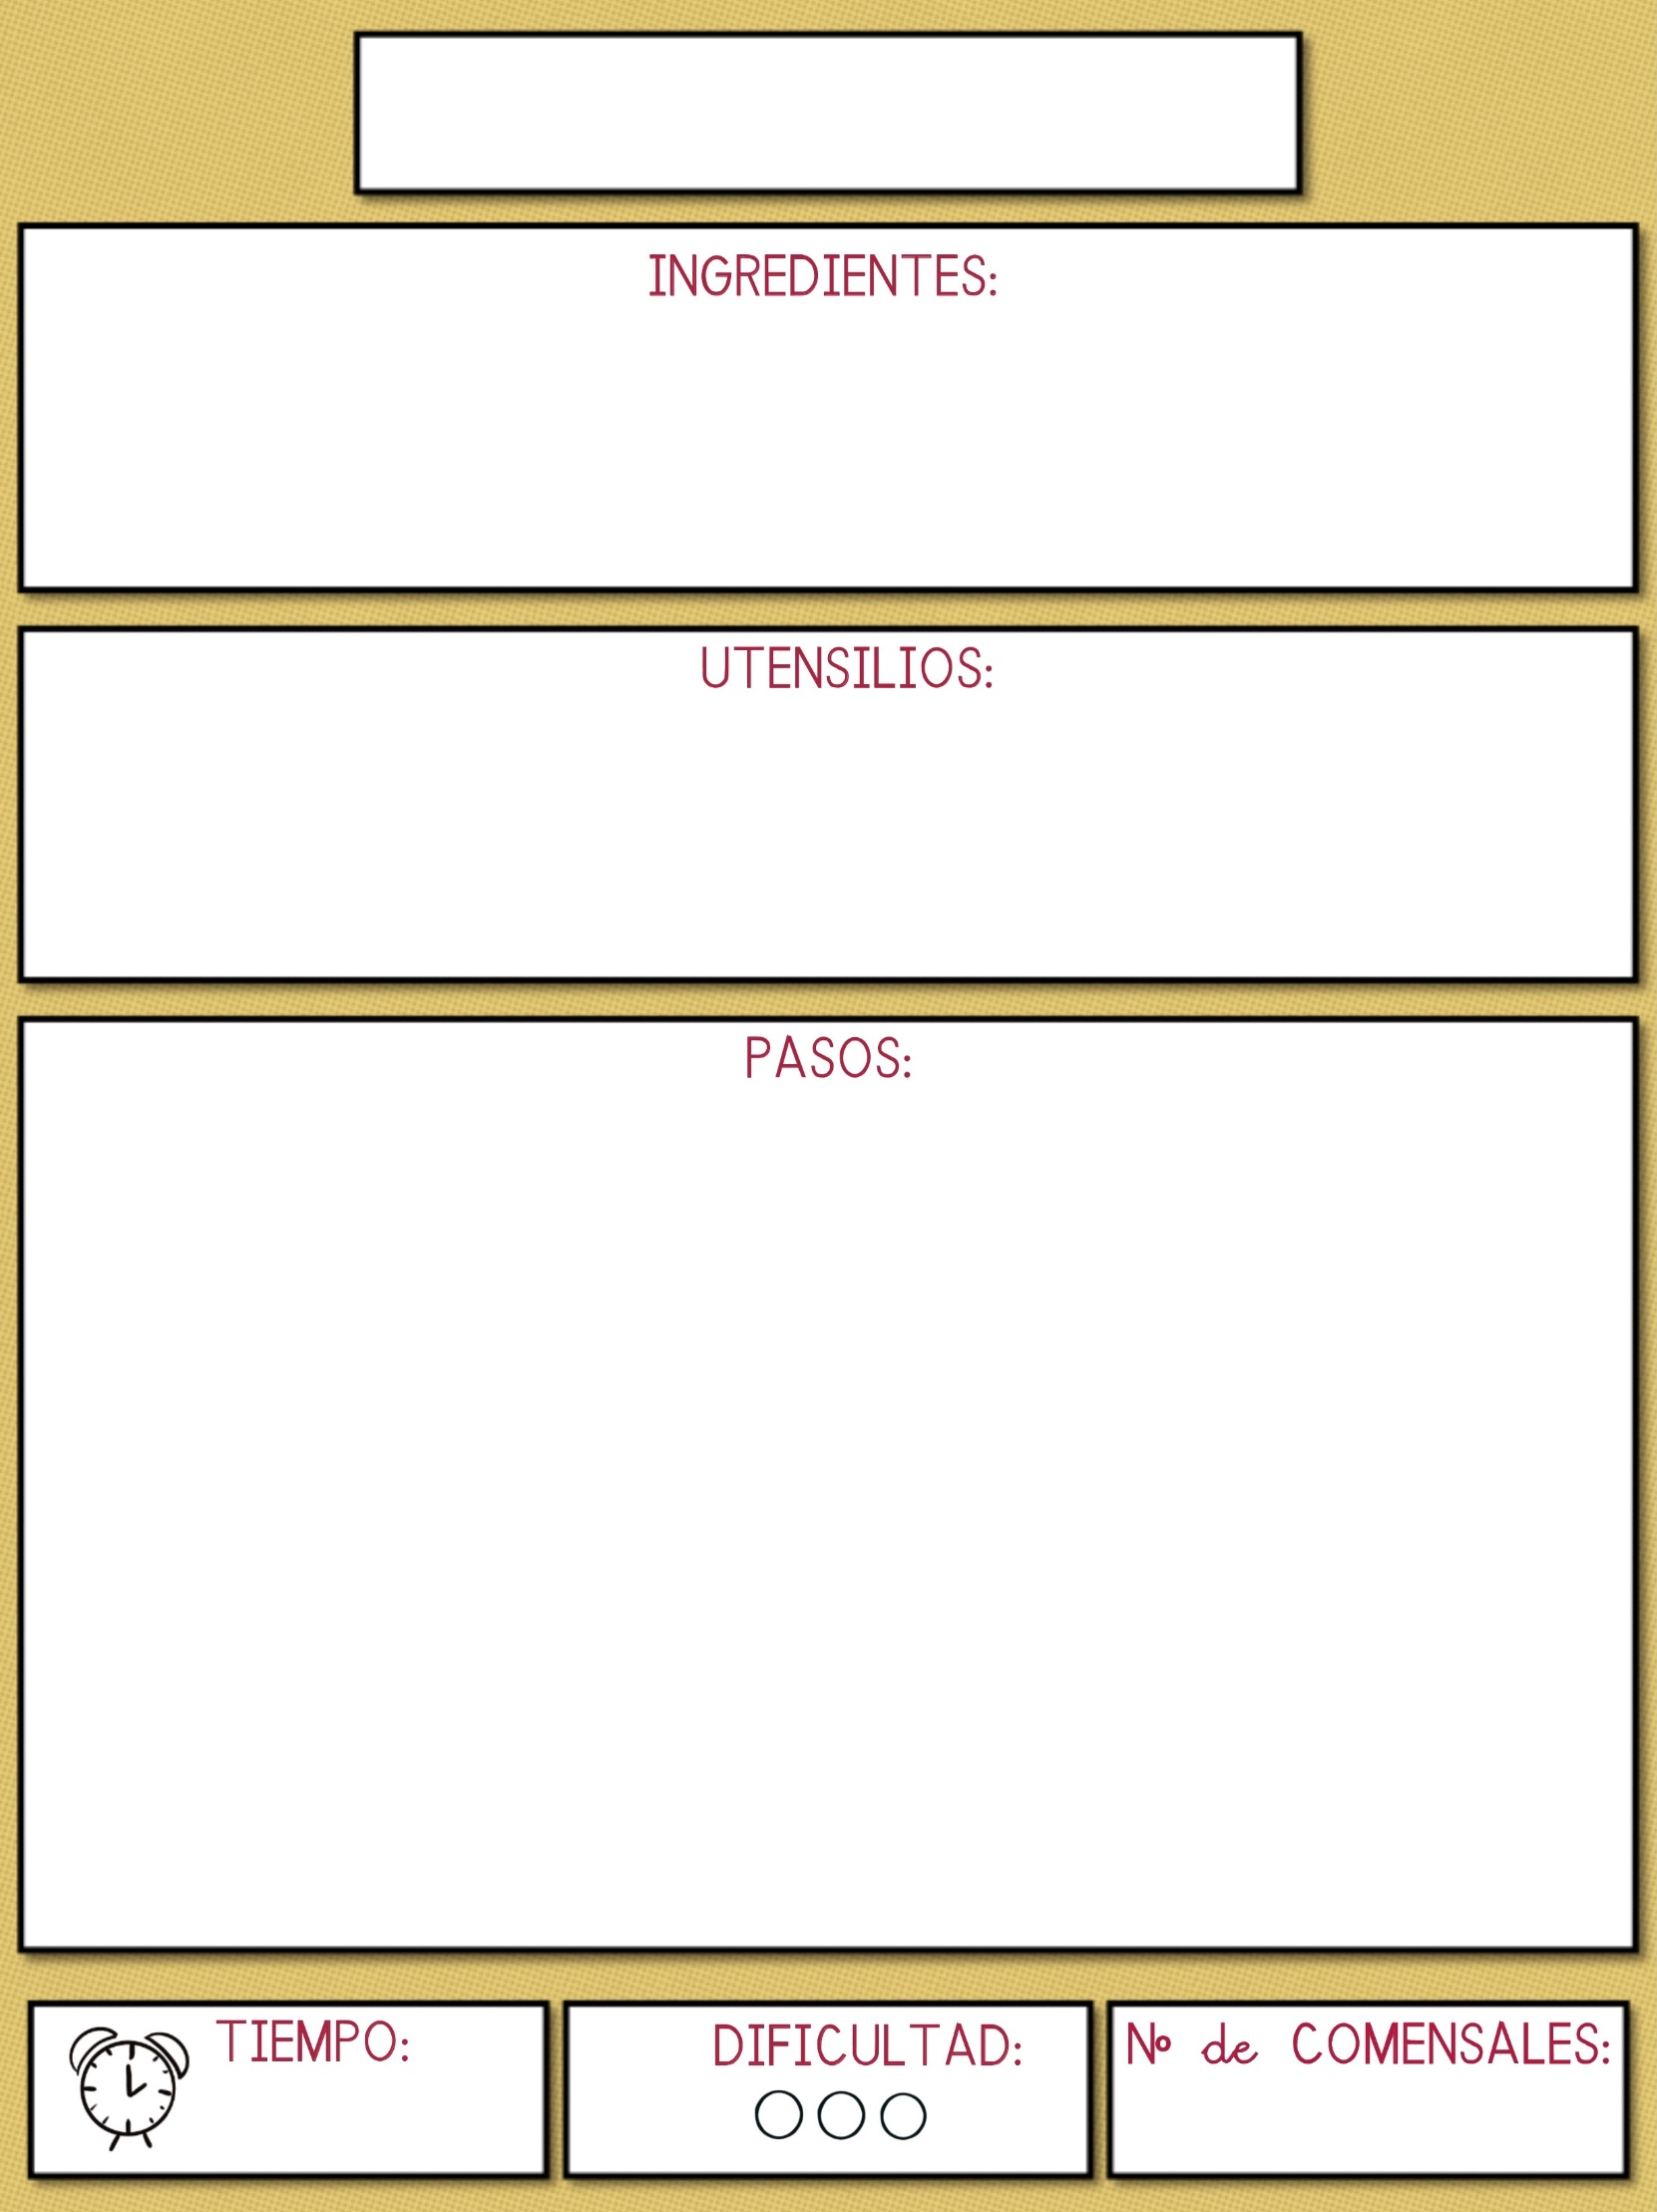 INGREDIENTES:
UTENSILIOS:
PASOS:
TIEMPO:
DIFICULTAD:
Nº de COMENSALES: